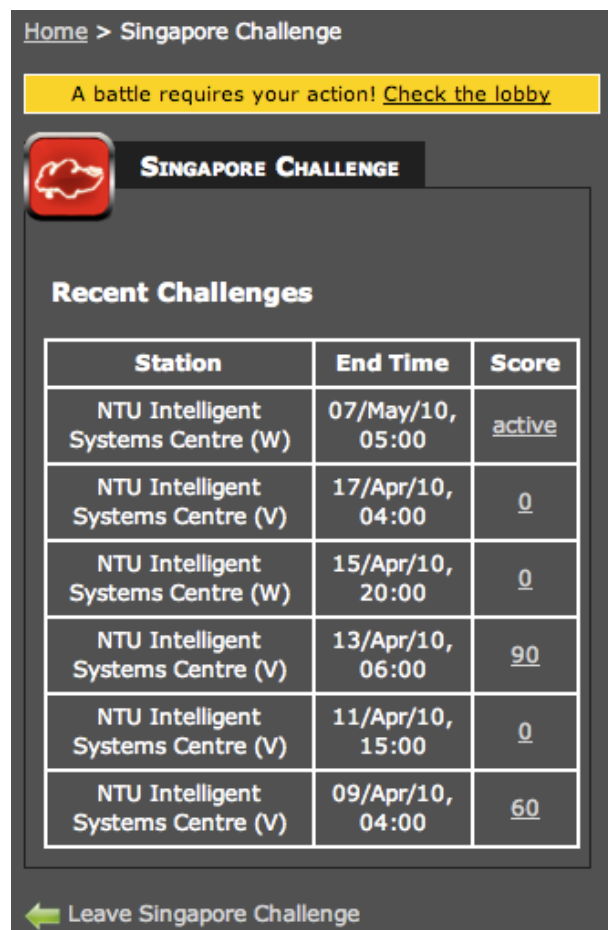 Home > Singapore Challenge
A battle requires your action! Check the lobby
SINGAPORE CHALLENGE
Recent Challenges
Station End Time Score
NTU Intelligent Systems Centre (W) 07/May/10, 05:00 active
NTU Intelligent Systems Centre (V) 17/Apr/10, 04:00 0
NTU Intelligent Systems Centre (W) 15/Apr/10, 20:00 0
NTU Intelligent Systems Centre (V) 13/Apr/10, 06:00 90
NTU Intelligent Systems Centre (V) 11/Apr/10, 15:00 0
NTU Intelligent Systems Centre (V) 09/Apr/10, 04:00 60
Leave Singapore Challenge